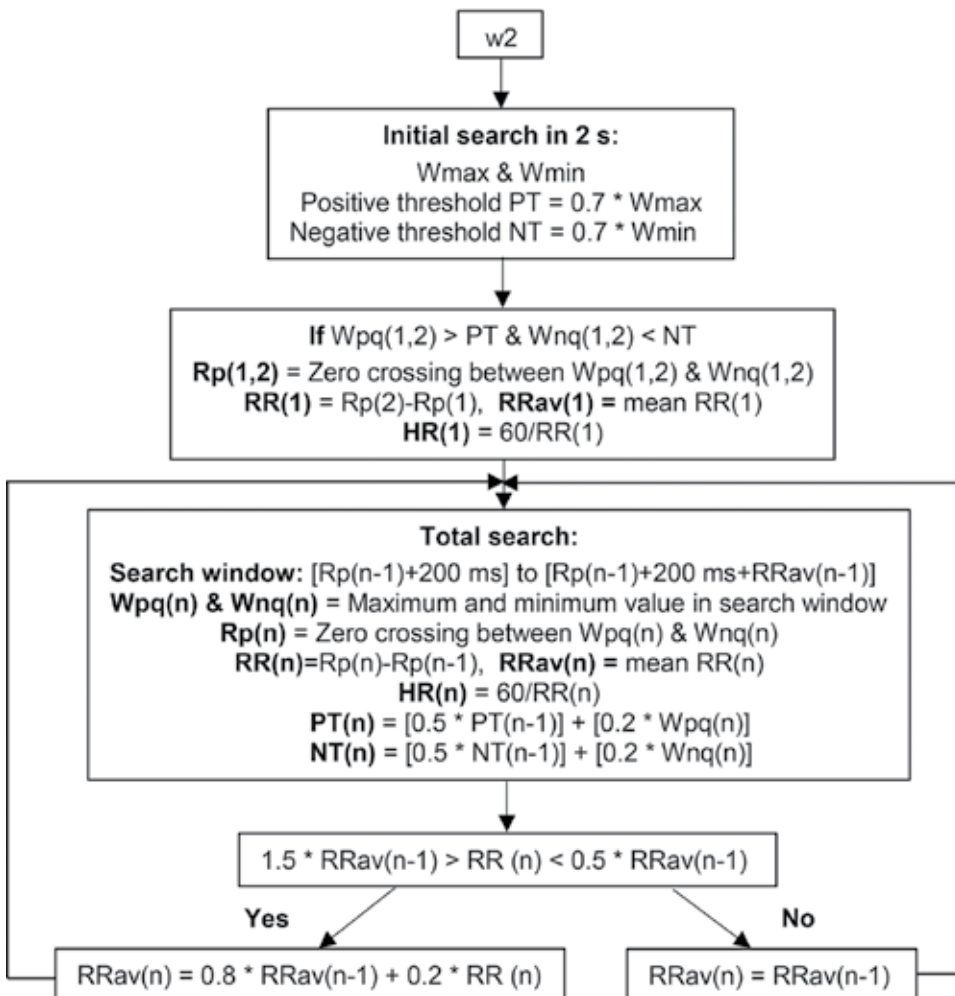 w2
Initial search in 2 s:
Wmax & Wmin
Positive threshold PT = 0.7 * Wmax
Negative threshold NT = 0.7 * Wmin
If Wpq(1,2) > PT & Wnq(1,2) < NT
Rp(1,2) = Zero crossing between Wpq(1,2) & Wnq(1,2)
RR(1) = Rp(2)-Rp(1), RRav(1) = mean RR(1)
HR(1) = 60/RR(1)
Total search:
Search window: [Rp(n-1)+200 ms] to [Rp(n-1)+200 ms+RRav(n-1)]
Wpq(n) & Wnq(n) = Maximum and minimum value in search window
Rp(n) = Zero crossing between Wpq(n) & Wnq(n)
RR(n)=Rp(n)-Rp(n-1), RRav(n) = mean RR(n)
HR(n) = 60/RR(n)
PT(n) = [0.5 * PT(n-1)] + [0.2 * Wpq(n)]
NT(n) = [0.5 * NT(n-1)] + [0.2 * Wnq(n)]
1.5 * RRav(n-1) > RR (n) < 0.5 * RRav(n-1)
Yes No
RRav(n) = 0.8 * RRav(n-1) + 0.2 * RR (n) RRav(n) = RRav(n-1)